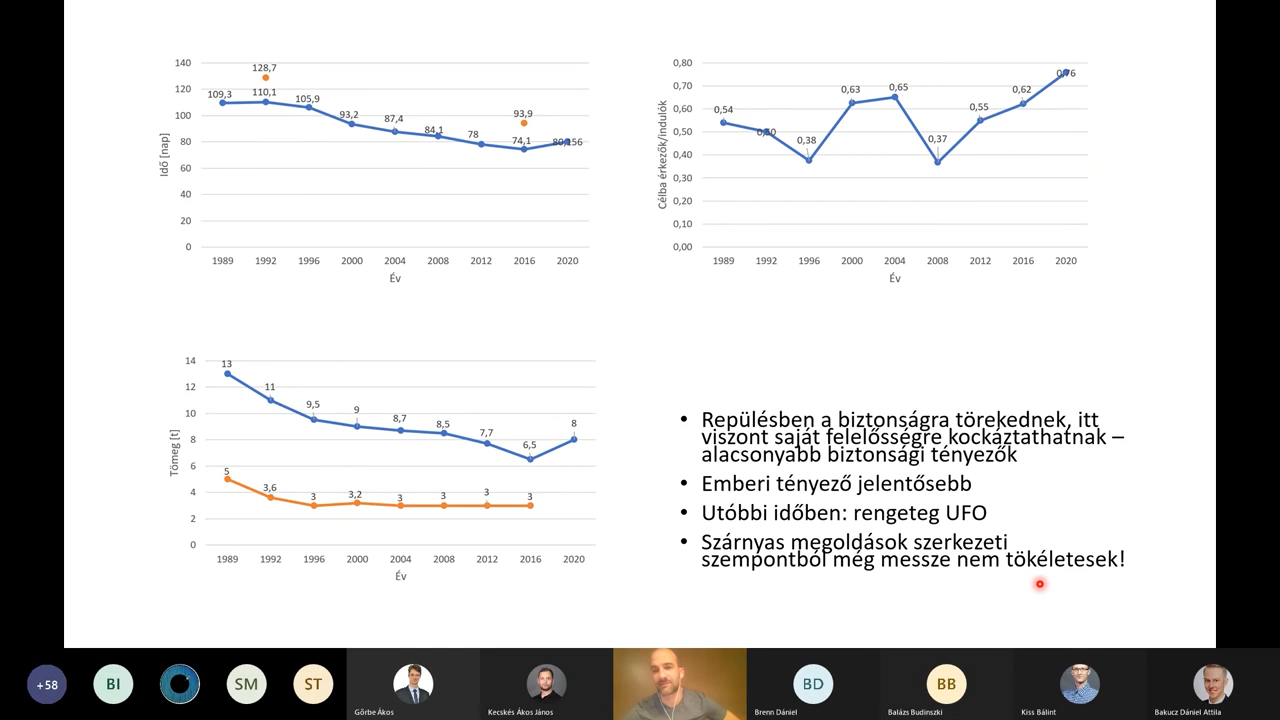 140
120
100
80
60
40
20
0
128,7
109,3
110,1
105,9
93,2
87,4
84,1
78
74,1
93,9
80,156
Idő [nap]
1989 1992 1996 2000 2004 2008 2012 2016 2020
Év
0,80
0,70
0,60
0,50
0,40
0,30
0,20
0,10
0,00
0,54
0,50
0,38
0,63
0,65
0,37
0,55
0,62
0,76
Célba érkezők/indulók
1989 1992 1996 2000 2004 2008 2012 2016 2020
Év
14
12
10
8
6
4
2
0
13
11
9,5
9
8,7
8,5
7,7
6,5
8
5
3,6
3
3,2
3
3
3
3
Tömeg [t]
1989 1992 1996 2000 2004 2008 2012 2016 2020
Év
• Repülésben a biztonságra törekednek, itt
viszont saját felelősségre kockáztathatnak –
alacsonyabb biztonsági tényezők
• Emberi tényező jelentősebb
• Utóbbi időben: rengeteg UFO
• Szárnyas megoldások szerkezeti
szempontból még messze nem tökéletesek!
+58
BI
SM
ST
Gőrbe Ákos
Kecskés Ákos János
BD
Brenn Dániel
BB
Balázs Budinszki
Kiss Bálint
Bakucz Dániel Attila